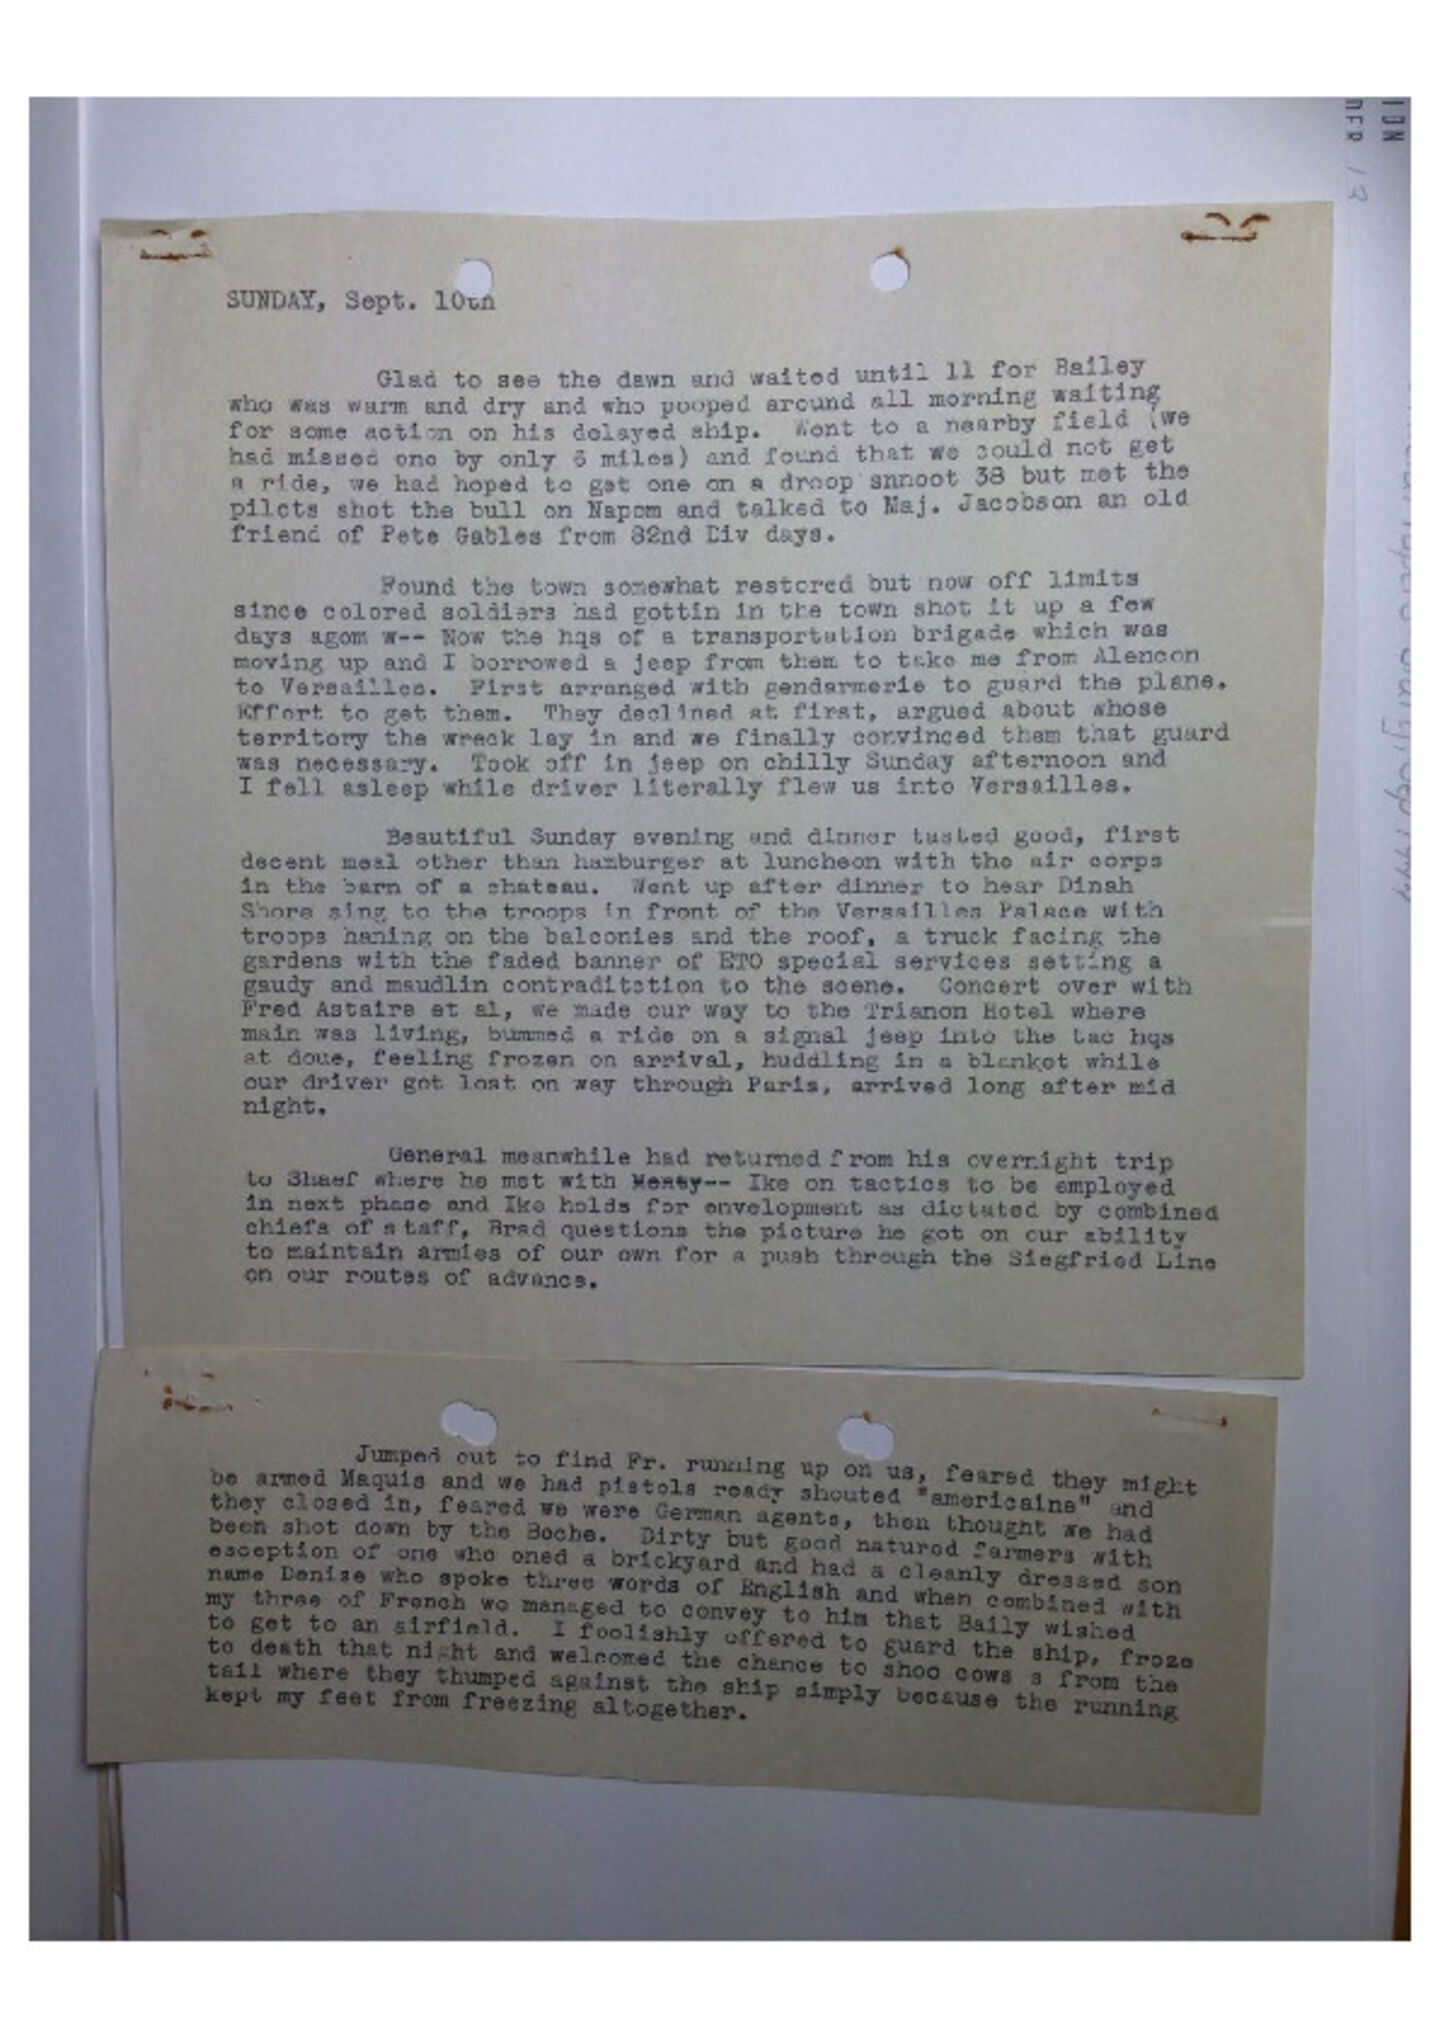 SUNDAY, Sept. 10th
Glad to see the dawn and waited until 11 for Bailey
who was warm and dry and who pooped around all morning waiting
for some action on his delayed ship. Went to a nearby field (we
had missed one by only 6 miles) and found that we could not get
a ride, we had hoped to get one on a droop snnoot 38 but met the
pilots shot the bull on Napom and talked to Maj. Jacobson an old
friend of Pete Gables from 82nd Div days.
Found the town somewhat restored but now off limits
since colored soldiers had gottin in the town shot it up a few
days agom w-- Now the hqs of a transportation brigade which was
moving up and I borrowed a jeep from them to take me from Alencon
to Versailles. First arranged with gendarmerie to guard the plane.
Effort to get them. They declined at first, argued about whose
territory the wreck lay in and we finally convinced them that guard
was necessary. Took off in jeep on chilly Sunday afternoon and
I fell asleep while driver literally flew us into Versailles.
Beautiful Sunday evening and dinner tasted good, first
decent meal other than hamburger at luncheon with the air corps
in the barn of a chateau. Went up after dinner to hear Dinah
Shore sing to the troops in front of the Versailles Palace with
troops haning on the balconies and the roof, a truck facing the
gardens with the faded banner of ETO special services setting a
gaudy and maudlin contraditction to the scene. Concert over with
Fred Astaire et al, we made our way to the Trianon Hotel where
main was living, bummed a ride on a signal jeep into the tac hqs
at doue, feeling frozen on arrival, huddling in a blanket while
our driver got lost on way through Paris, arrived long after mid
night.
General meanwhile had returned from his overnight trip
to Shaef where he met with Monty-- Ike on tactics to be employed
in next phase and Ike holds for envelopment as dictated by combined
chiefs of staff, Brad questions the picture he got on our ability
to maintain armies of our own for a push through the Siegfried Line
on our routes of advance.
Jumped out to find Fr. running up on us, feared they might
be armed Maquis and we had pistols ready shouted "americaine" and
they closed in, feared we were German agents, then thought we had
been shot down by the Boche. Dirty but good natured farmers with
esception of one who oned a brickyard and had a cleanly dressed son
name Denise who spoke three words of English and when combined with
my three of French we managed to convey to him that Baily wished
to get to an airfield. I foolishly offered to guard the ship, froze
to death that night and welcomed the chance to shoo cows s from the
tail where they thumped against the ship simply because the running
kept my feet from freezing altogether.